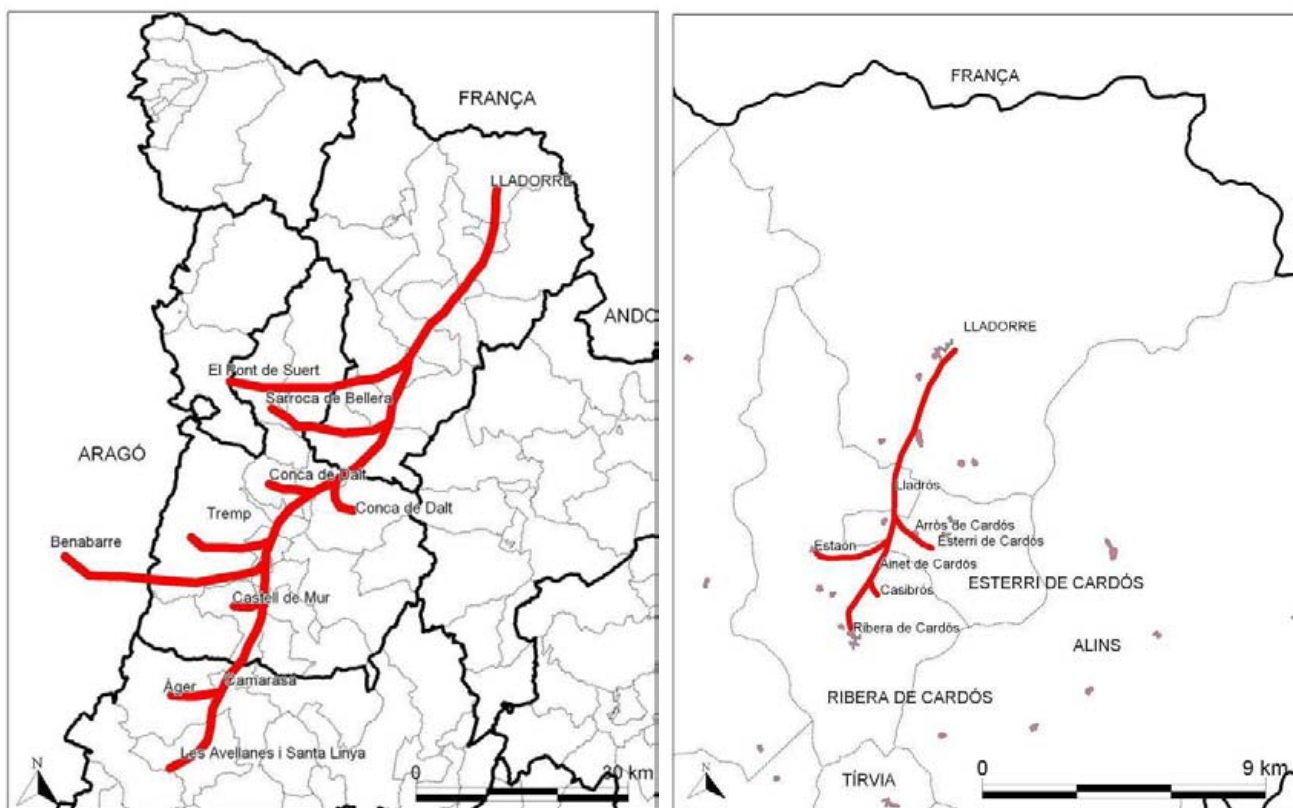 FRANÇA
LLADORRE
ANDO
El Pont de Suert
Sarroca de Bellera
ARAGÓ
Conca de Dalt
Conca de Dalt
Tremp
Benabarre
Castell de Mur
Camarasa
Àger
Les Avellanes i Santa Linya
N
0 30 km
FRANÇA
LLADORRE
Lladrós
Arròs de Cardós
Esterri de Cardós
Estaón
Ainet de Cardós
ESTERRI DE CARDÓS
Casibrós
Ribera de Cardós
ALINS
RIBERA DE CARDÓS
TÍRVIA
N
0 9 km